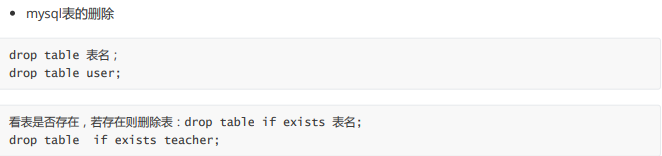 • mysql表的删除
drop table 表名；
drop table user;
看表是否存在，若存在则删除表：drop table if exists 表名;
drop table  if exists teacher;